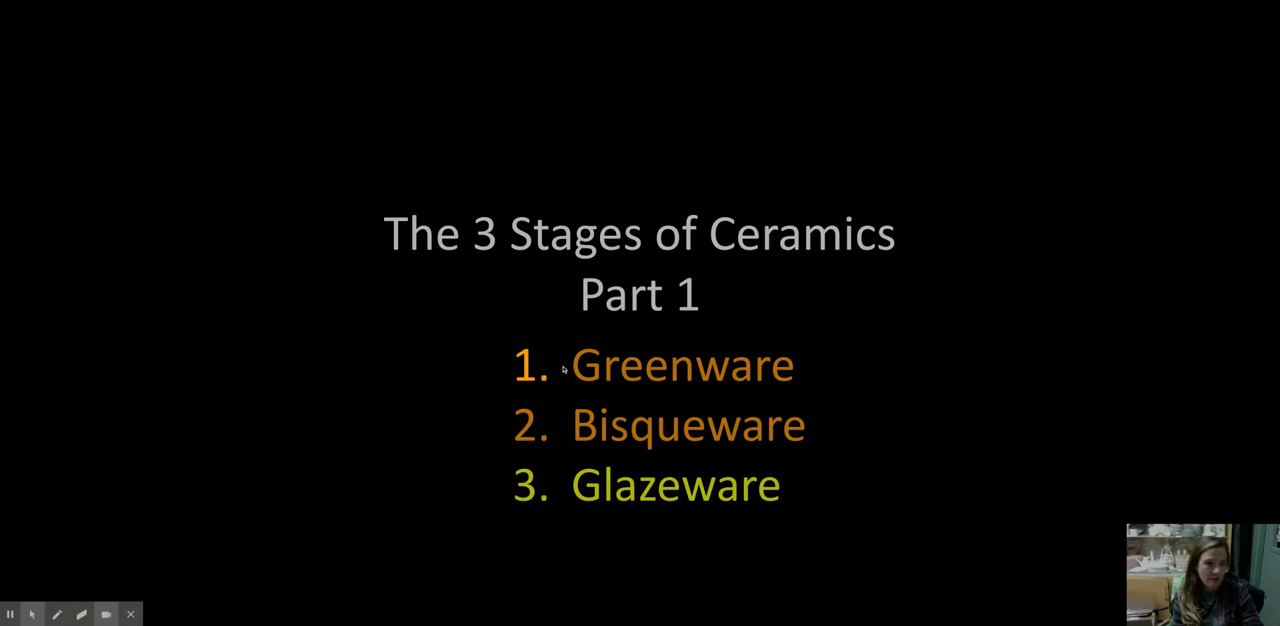 The 3 Stages of Ceramics
Part 1
1. Greenware
2. Bisqueware
3. Glazeware